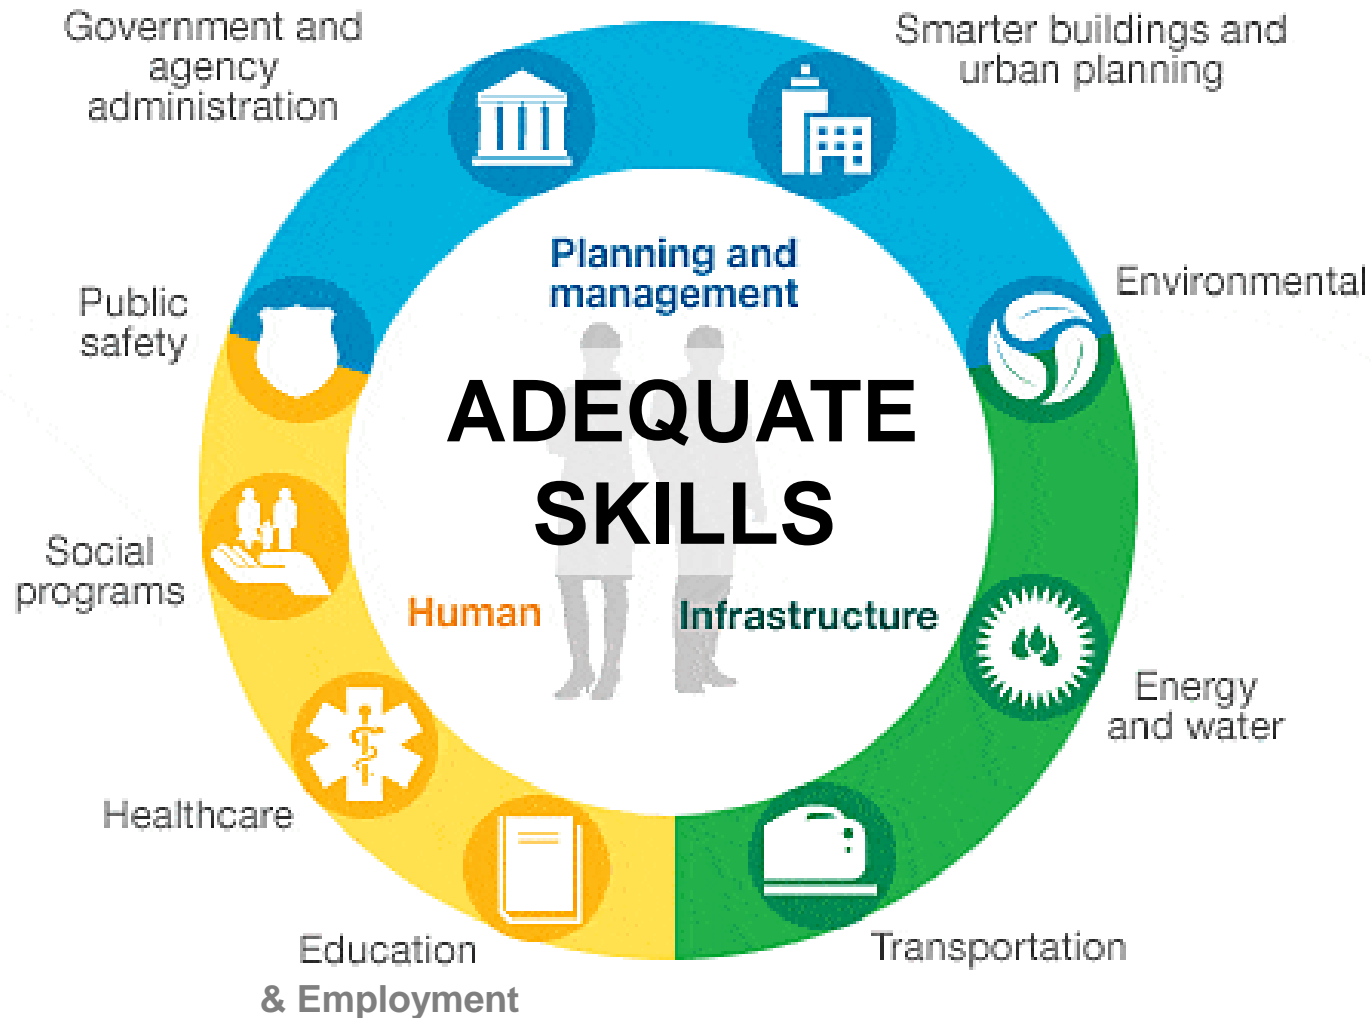 Government and
agency
administration
Smarter buildings and
urban planning
Planning and
management
Environmental
Public
safety
ADEQUATE
SKILLS
Social
programs
Human
Infrastructure
Energy
and water
Healthcare
Education
& Employment
Transportation